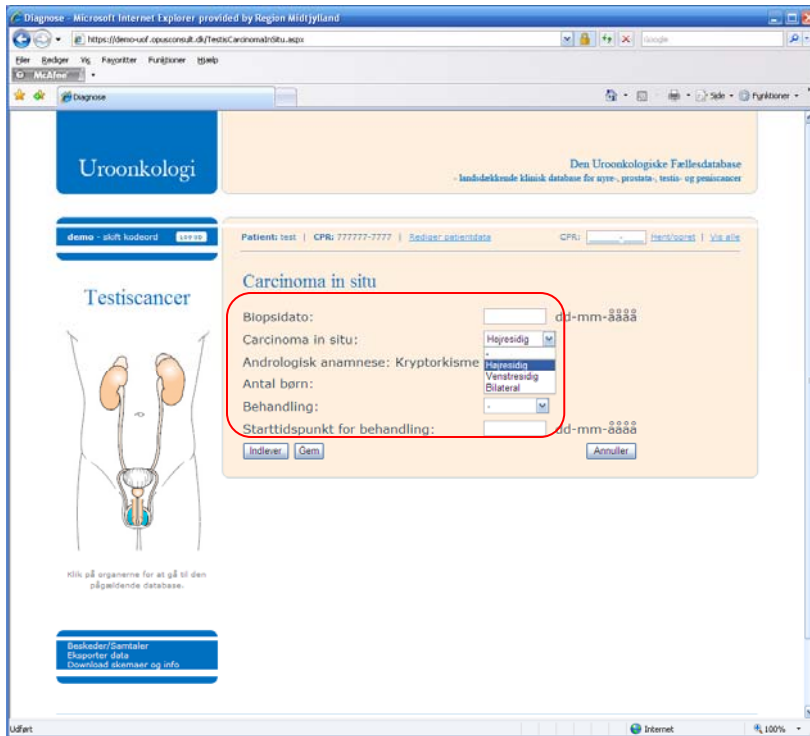 Diagnose - Microsoft Internet Explorer provided by Region Midtjylland
https://demo-uof.opusconsult.dk/TestisCarcinomaInSitu.aspx
Google
Filer Rediger Vis Favoritter Funktioner Hjælp
McAfee
Diagnose
Side Funktioner
Uroonkologi
Den Uroonkologiske Fællesdatabase
- landsdækkende klinisk database for nyre-, prostata-, testis- og peniscancer
demo - skift kodeord LOG UD
Patient: test | CPR: 777777-7777 | Rediger patientdata CPR: ______-____ Hent/opret | Vis alle
Testiscancer
Carcinoma in situ
Biopsidato: dd-mm-åååå
Carcinoma in situ: Højresidig
-
Højresidig
Venstresidig
Bilateral
Andrologisk anamnese: Kryptorkisme
Antal børn:
Behandling: -
Starttidspunkt for behandling: dd-mm-åååå
Indlever Gem Annuller
Klik på organerne for at gå til den
pågældende database.
Beskeder/Samtaler
Eksporter data
Download skemaer og info
Udført Internet 100%